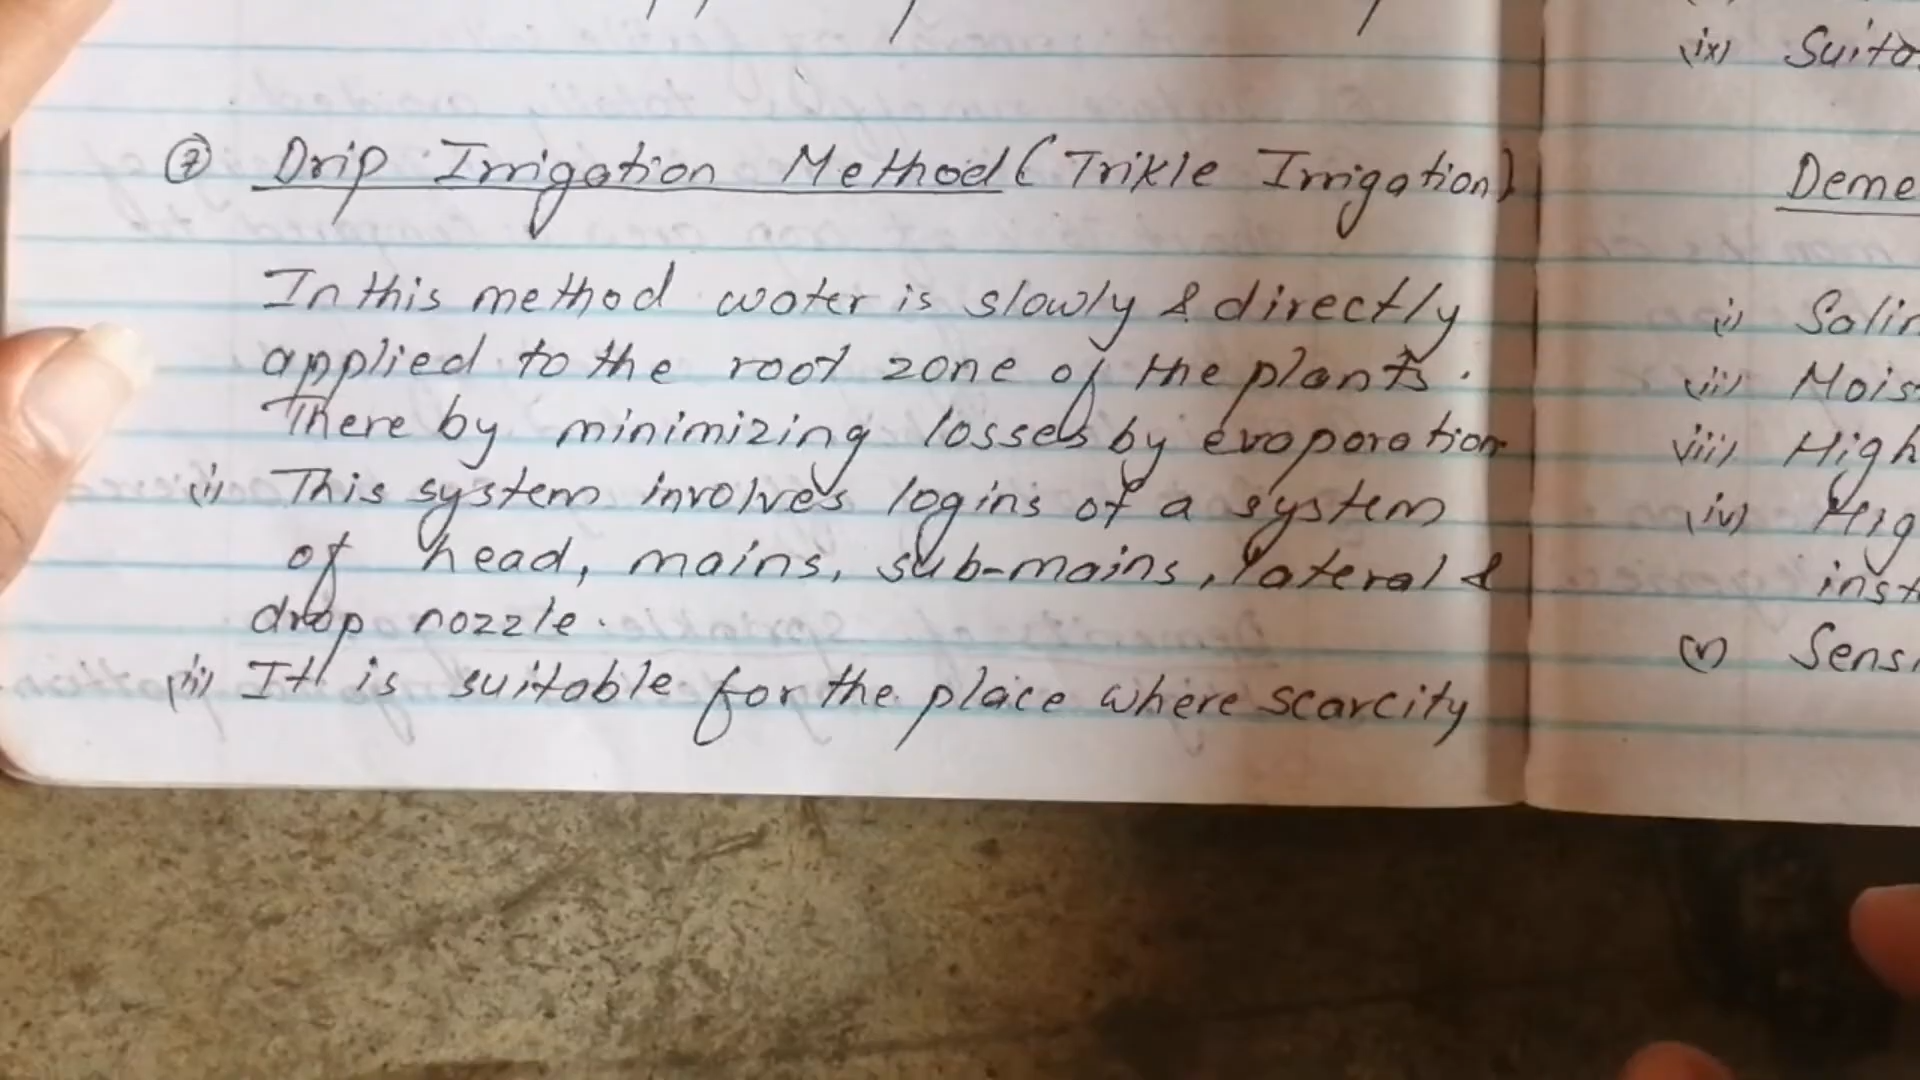 ⑦ Drip Irrigation Method (Trikle Irrigation)
In this method water is slowly & directly
applied to the root zone of the plants.
There by minimizing losses by evaporation
(i) This system involves logins of a system
of head, mains, sub-mains, lateral &
drop nozzle.
(ii) It is suitable for the place where scarcity
(ix) Suita
Deme
(i) Salin
(ii) Mois
(iii) High
(iv) Hig
inst
(v) Sens